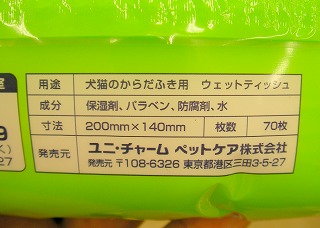 用途 犬猫のからだふき用 ウェットティッシュ
成分 保湿剤、パラベン、防腐剤、水
寸法 200mm×140mm 枚数 70枚
発売元 ユニ・チャーム ペットケア株式会社
発売元 〒108-6326 東京都港区三田3-5-27
室
9
27